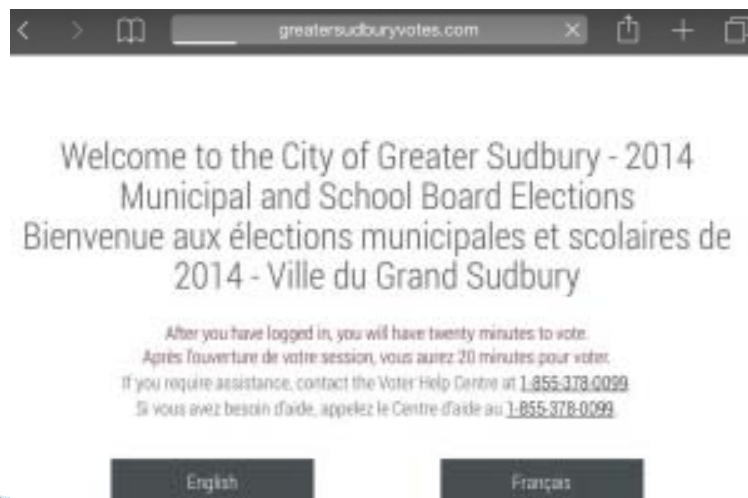 greatersudburyvotes.com
Welcome to the City of Greater Sudbury - 2014
Municipal and School Board Elections
Bienvenue aux élections municipales et scolaires de
2014 - Ville du Grand Sudbury
After you have logged in, you will have twenty minutes to vote.
Après l'ouverture de votre session, vous aurez 20 minutes pour voter.
If you require assistance, contact the Voter Help Centre at 1-855-378-0099
Si vous avez besoin d'aide, appelez le Centre d'aide au 1-855-378-0099
English Français